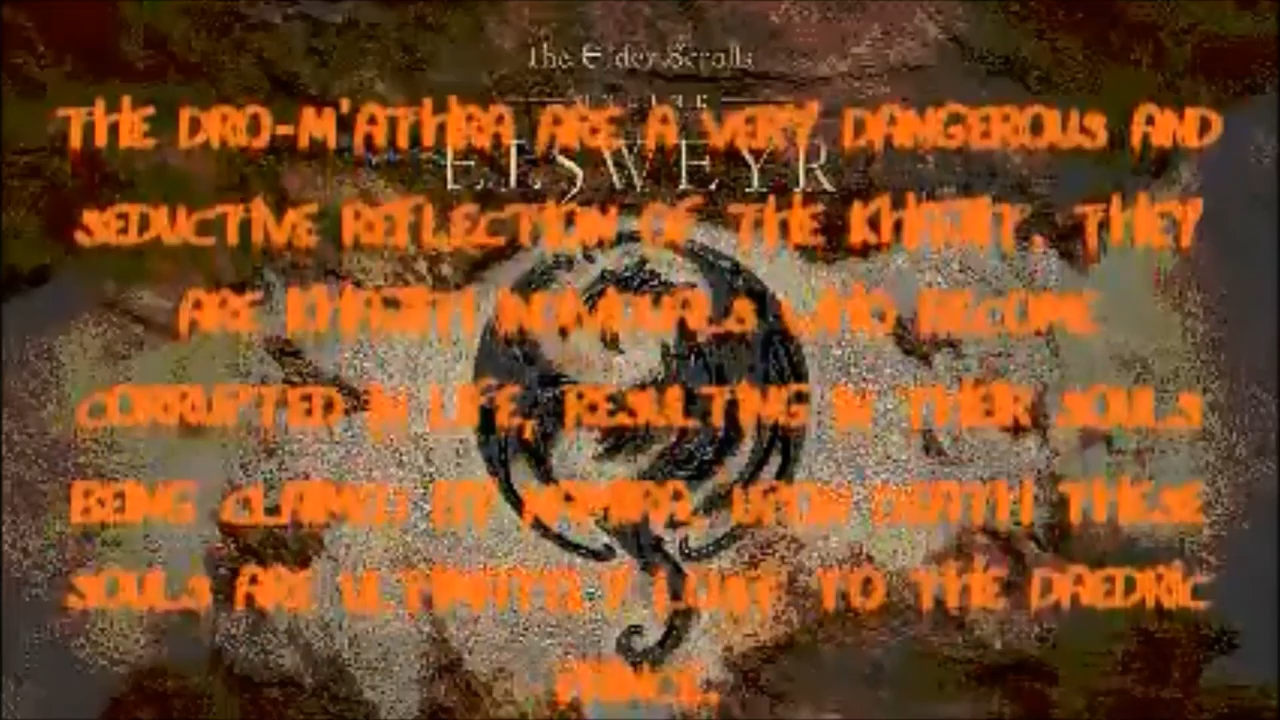 The Elder Scrolls
ONLINE
ELSWEYR
THE DRO-M'ATHRA ARE A VERY DANGEROUS AND
SEDUCTIVE REFLECTION OF THE KHAJIIT. THEY
ARE KHAJIITI INDIVIDUALS WHO BECOME
CORRUPTED IN LIFE, RESULTING IN THEIR SOULS
BEING CLAIMED BY NAMIRA, UPON DEATH THESE
SOULS ARE ULTIMATELY LOST TO THE DAEDRIC
PRINCE.